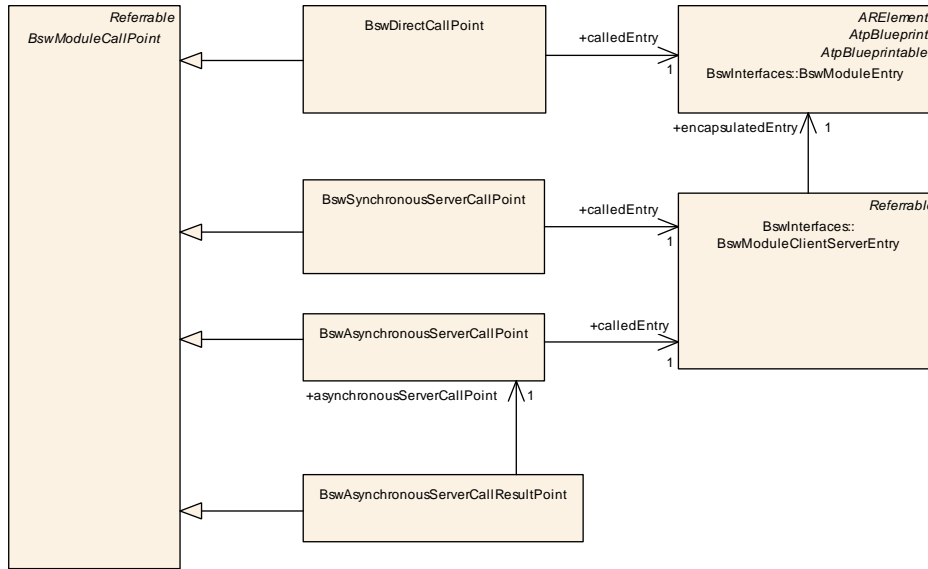 Referrable
BswModuleCallPoint
BswDirectCallPoint
+calledEntry
1
ARElement
AtpBlueprint
AtpBlueprintable
BswInterfaces::BswModuleEntry
+encapsulatedEntry
1
BswSynchronousServerCallPoint
+calledEntry
1
Referrable
BswInterfaces::
BswModuleClientServerEntry
BswAsynchronousServerCallPoint
+calledEntry
1
+asynchronousServerCallPoint
1
BswAsynchronousServerCallResultPoint